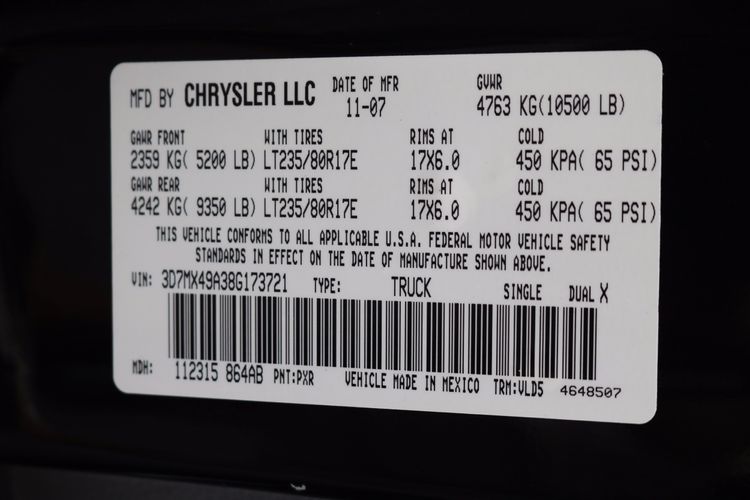 MFD BY CHRYSLER LLC DATE OF MFR GVWR
11-07 4763 KG(10500 LB)
GAWR FRONT WITH TIRES RIMS AT COLD
2359 KG( 5200 LB) LT235/80R17E 17X6.0 450 KPA( 65 PSI)
GAWR REAR WITH TIRES RIMS AT COLD
4242 KG( 9350 LB) LT235/80R17E 17X6.0 450 KPA( 65 PSI)
THIS VEHICLE CONFORMS TO ALL APPLICABLE U.S.A. FEDERAL MOTOR VEHICLE SAFETY
STANDARDS IN EFFECT ON THE DATE OF MANUFACTURE SHOWN ABOVE.
VIN: 3D7MX49A38G173721 TYPE: TRUCK SINGLE DUAL X
MDH: 112315 864AB PNT:PXR VEHICLE MADE IN MEXICO TRM:VLD5 4648507